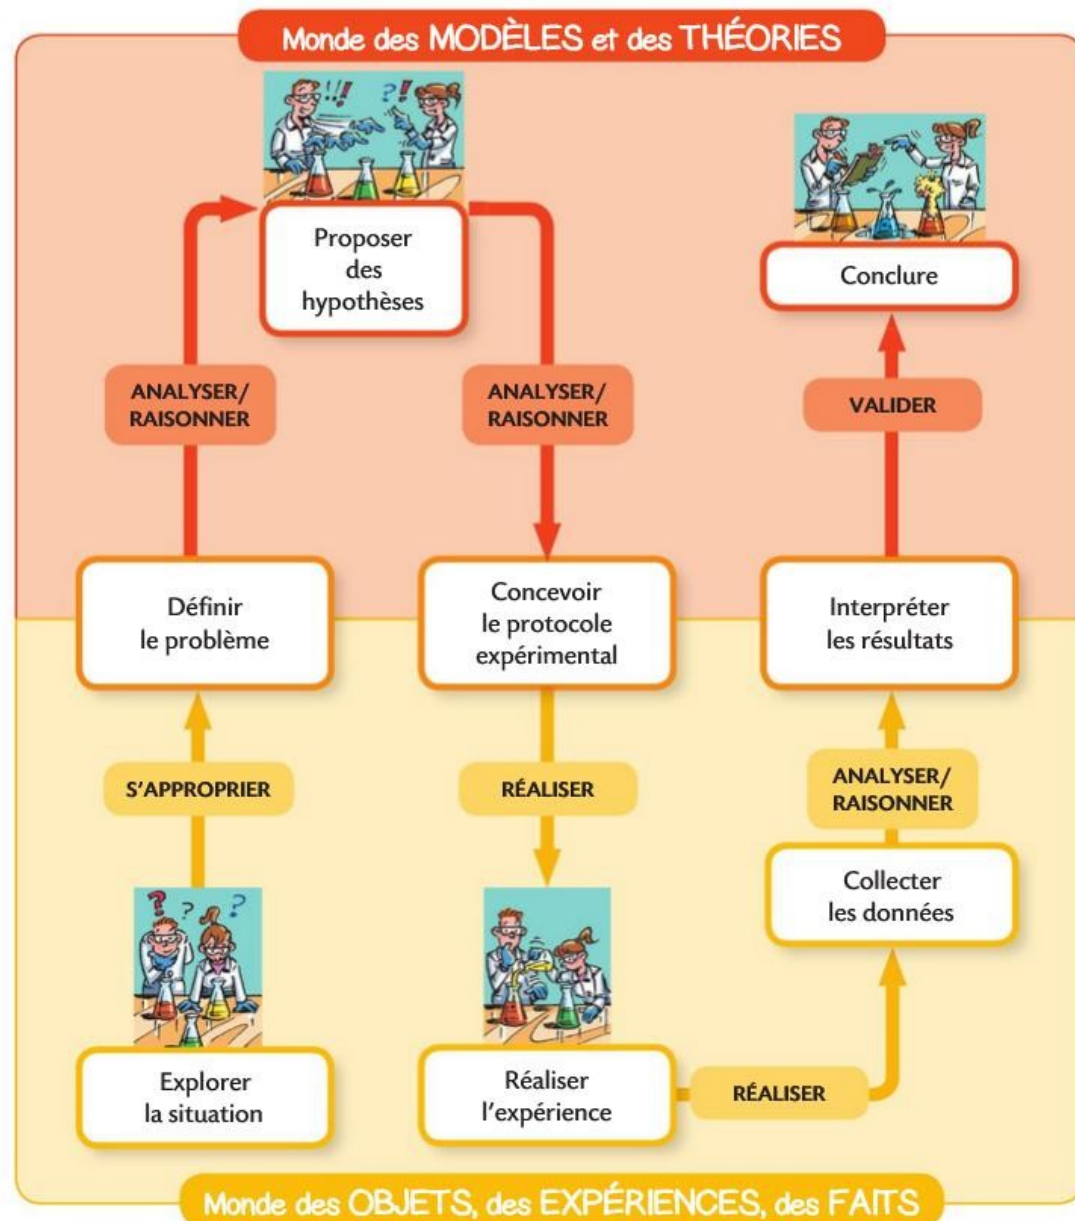 Monde des MODÈLES et des THÉORIES
!!! ?!
Proposer
des
hypothèses
Conclure
ANALYSER/
RAISONNER
ANALYSER/
RAISONNER
VALIDER
Définir
le problème
Concevoir
le protocole
expérimental
Interpréter
les résultats
S'APPROPRIER
RÉALISER
ANALYSER/
RAISONNER
Collecter
les données
? ? ?
Explorer
la situation
Réaliser
l'expérience
RÉALISER
Monde des OBJETS, des EXPÉRIENCES, des FAITS